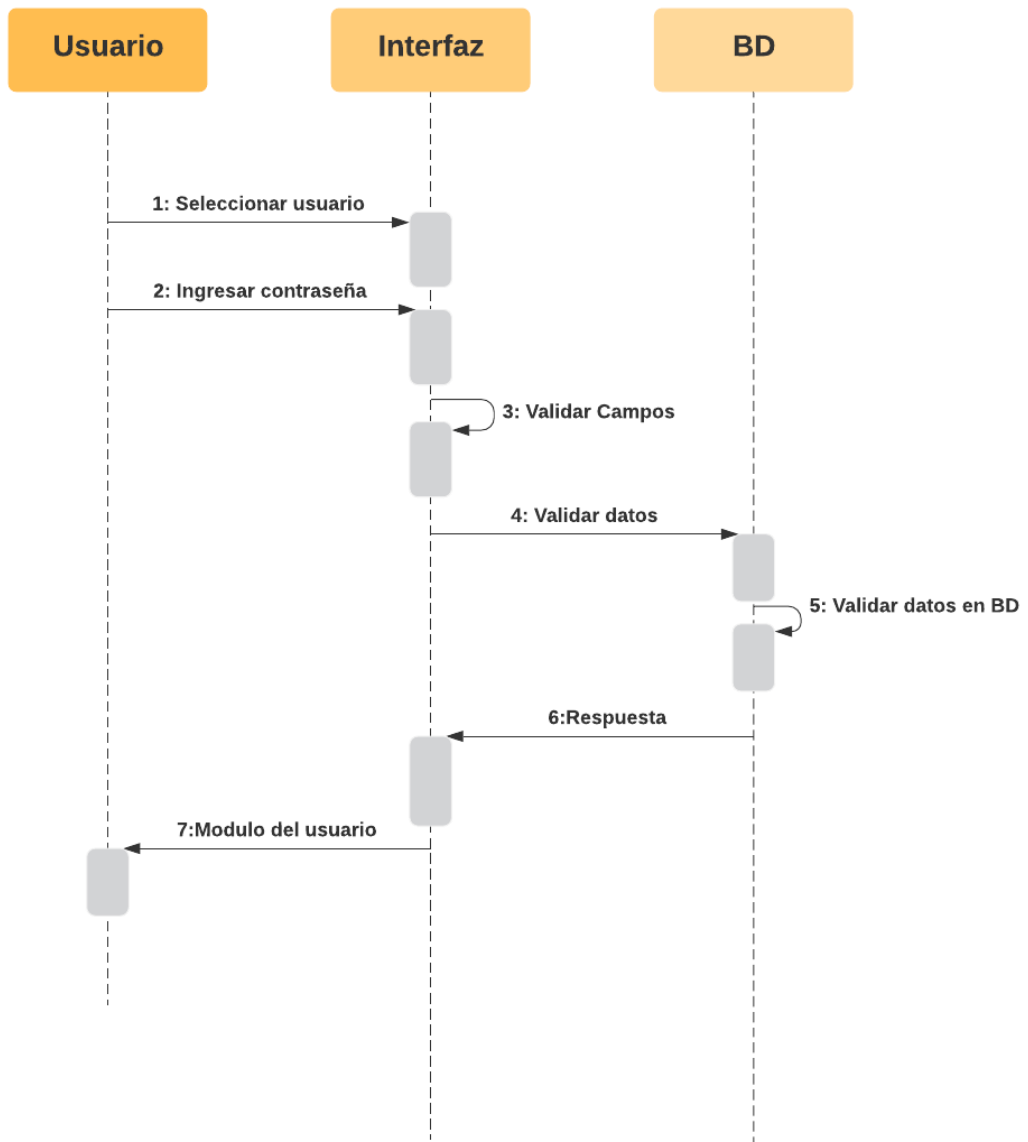 Usuario
Interfaz
BD
1: Seleccionar usuario
2: Ingresar contraseña
3: Validar Campos
4: Validar datos
5: Validar datos en BD
6:Respuesta
7:Modulo del usuario